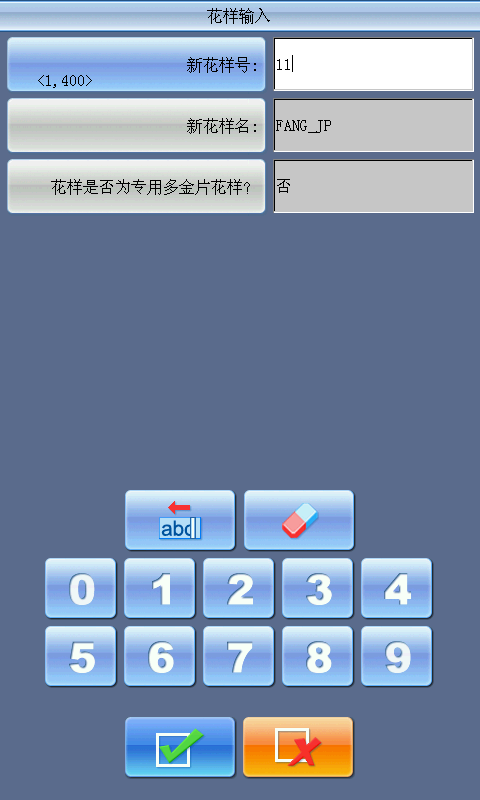 花样输入
新花样号:
<1,400>
11
新花样名:
FANG_JP
花样是否为专用多金片花样?
否
abc
0 1 2 3 4
5 6 7 8 9